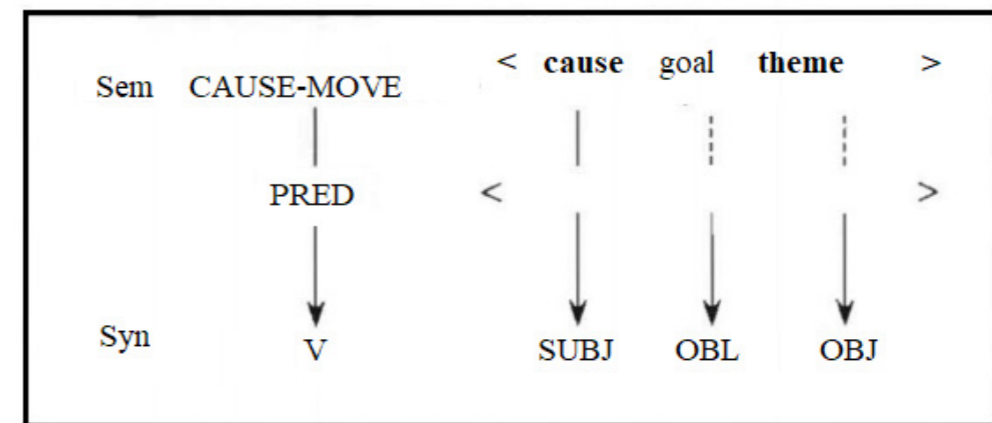 Sem CAUSE-MOVE < cause goal theme >
PRED < >
Syn V SUBJ OBL OBJ